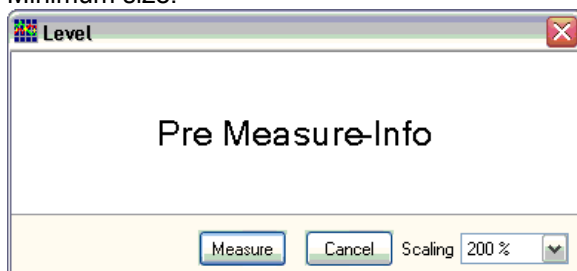 Minimum size:
Level
Pre Measure-Info
Measure Cancel Scaling 200 %